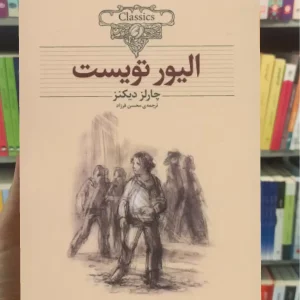 Classics
الیور تویست
چارلز دیکنز
ترجمه‌ی محسن فرزاد